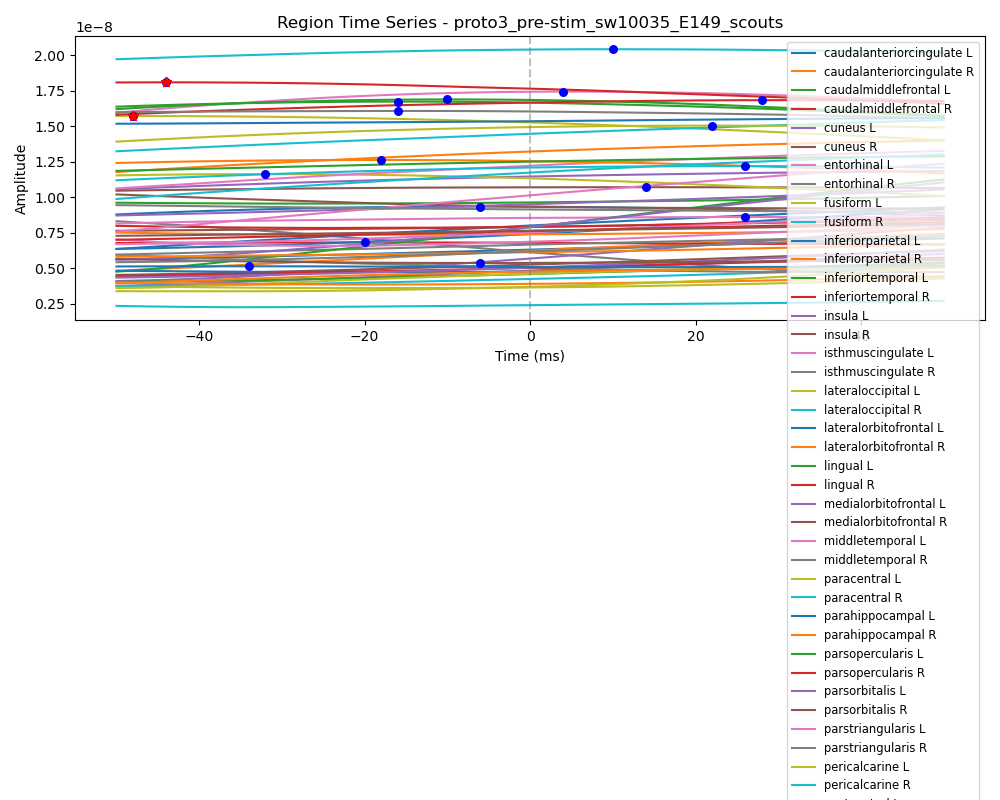 Region Time Series - proto3_pre-stim_sw10035_E149_scouts
1e−8
2.00
1.75
1.50
1.25
1.00
0.75
0.50
0.25
Amplitude
−40
−20
0
20
Time (ms)
caudalanteriorcingulate L
caudalanteriorcingulate R
caudalmiddlefrontal L
caudalmiddlefrontal R
cuneus L
cuneus R
entorhinal L
entorhinal R
fusiform L
fusiform R
inferiorparietal L
inferiorparietal R
inferiortemporal L
inferiortemporal R
insula L
insula R
isthmuscingulate L
isthmuscingulate R
lateraloccipital L
lateraloccipital R
lateralorbitofrontal L
lateralorbitofrontal R
lingual L
lingual R
medialorbitofrontal L
medialorbitofrontal R
middletemporal L
middletemporal R
paracentral L
paracentral R
parahippocampal L
parahippocampal R
parsopercularis L
parsopercularis R
parsorbitalis L
parsorbitalis R
parstriangularis L
parstriangularis R
pericalcarine L
pericalcarine R